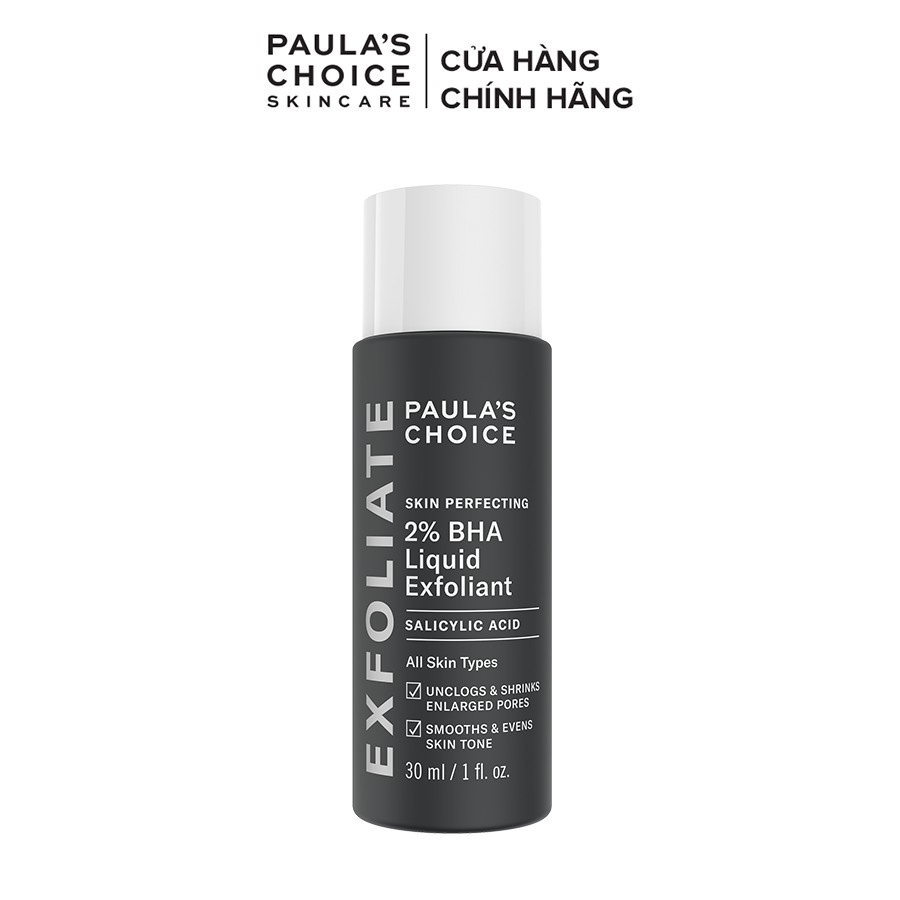 PAULA'S
CHOICE
SKINCARE
CỬA HÀNG
CHÍNH HÃNG
EXFOLIATE
PAULA'S
CHOICE
SKIN PERFECTING
2% BHA
Liquid
Exfoliant
SALICYLIC ACID
All Skin Types
UNCLOGS & SHRINKS
ENLARGED PORES
SMOOTHS & EVENS
SKIN TONE
30 ml / 1 fl. oz.